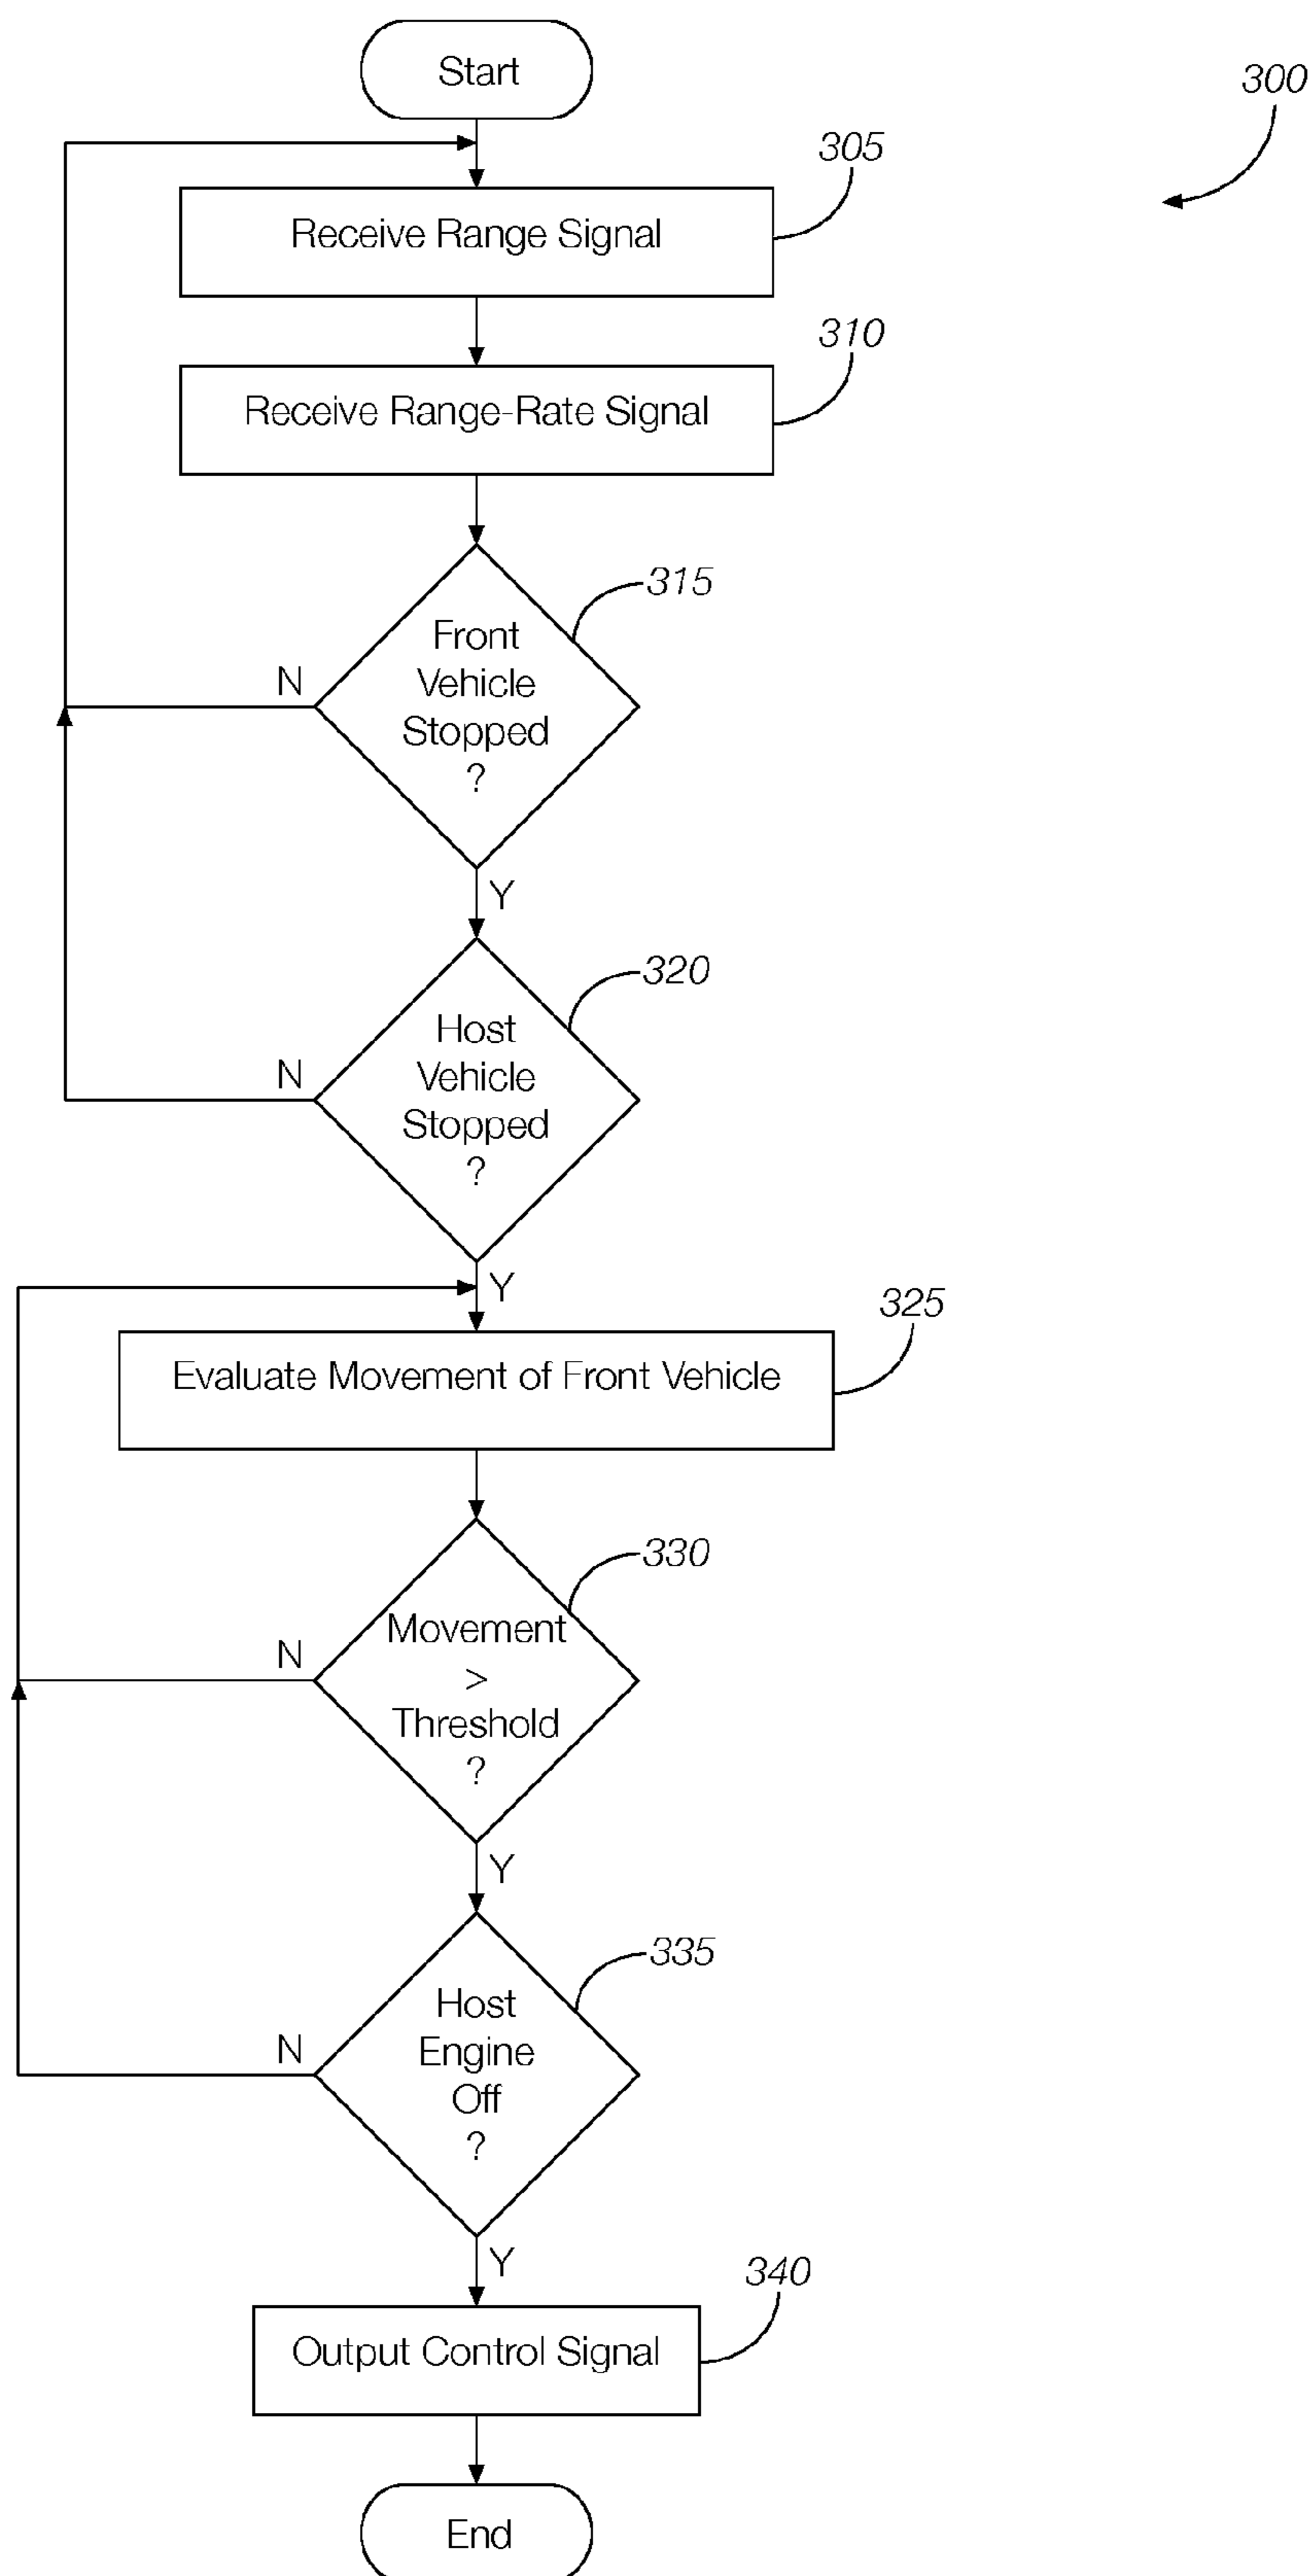 Start
300
305
Receive Range Signal
310
Receive Range-Rate Signal
315
Front
Vehicle
Stopped
?
N
Y
320
Host
Vehicle
Stopped
?
N
Y
325
Evaluate Movement of Front Vehicle
330
Movement
>
Threshold
?
N
Y
335
Host
Engine
Off
?
N
Y
340
Output Control Signal
End